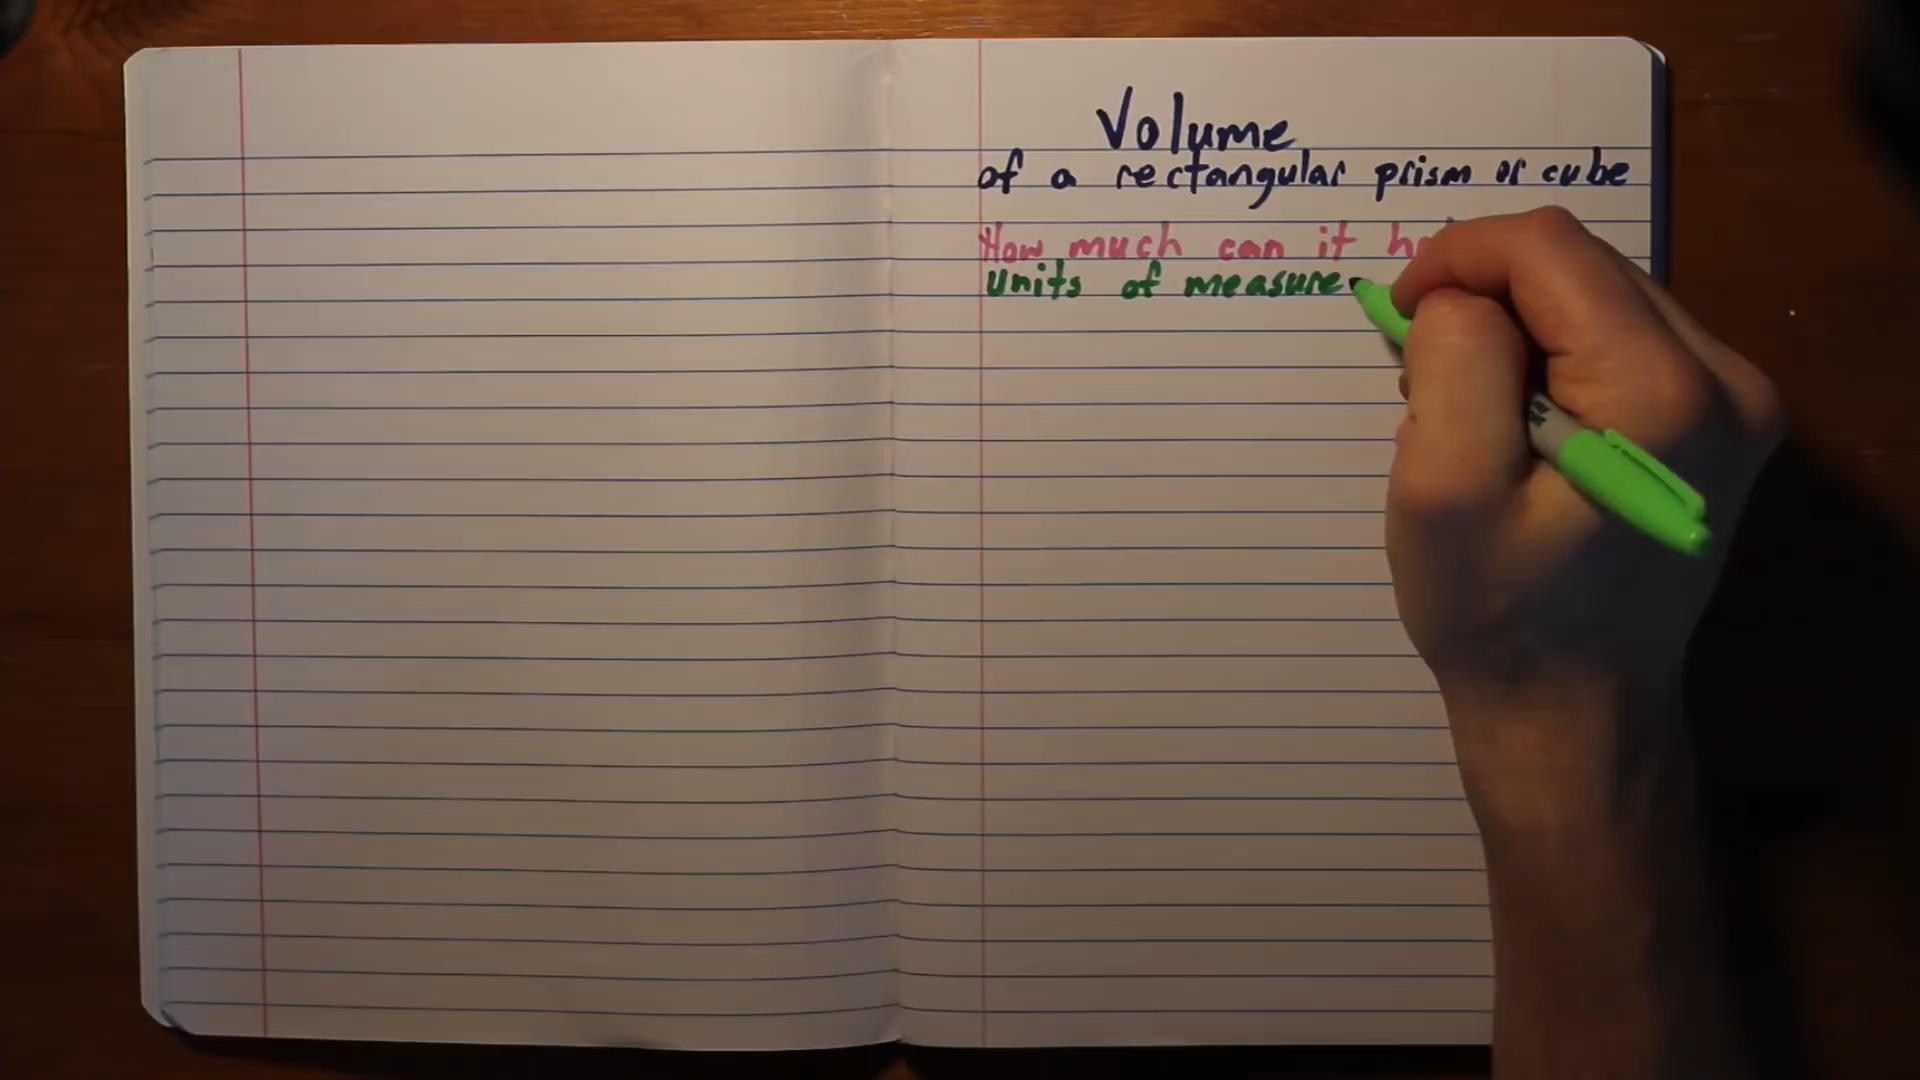 Volume
of a rectangular prism or cube
How much can it
units of measure